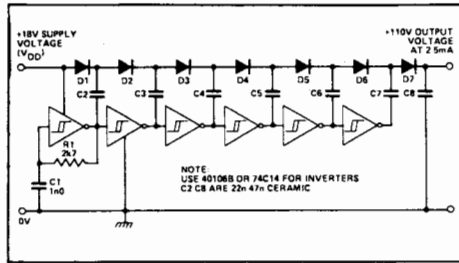 +18V SUPPLY
VOLTAGE
(VDD)
+110V OUTPUT
VOLTAGE
AT 2 5mA
D1
D2
D3
D4
D5
D6
D7
C2
C3
C4
C5
C6
C7
C8
R1
2k7
C1
1n0
NOTE
USE 40106B OR 74C14 FOR INVERTERS
C2 C8 ARE 22n 47n CERAMIC
0V